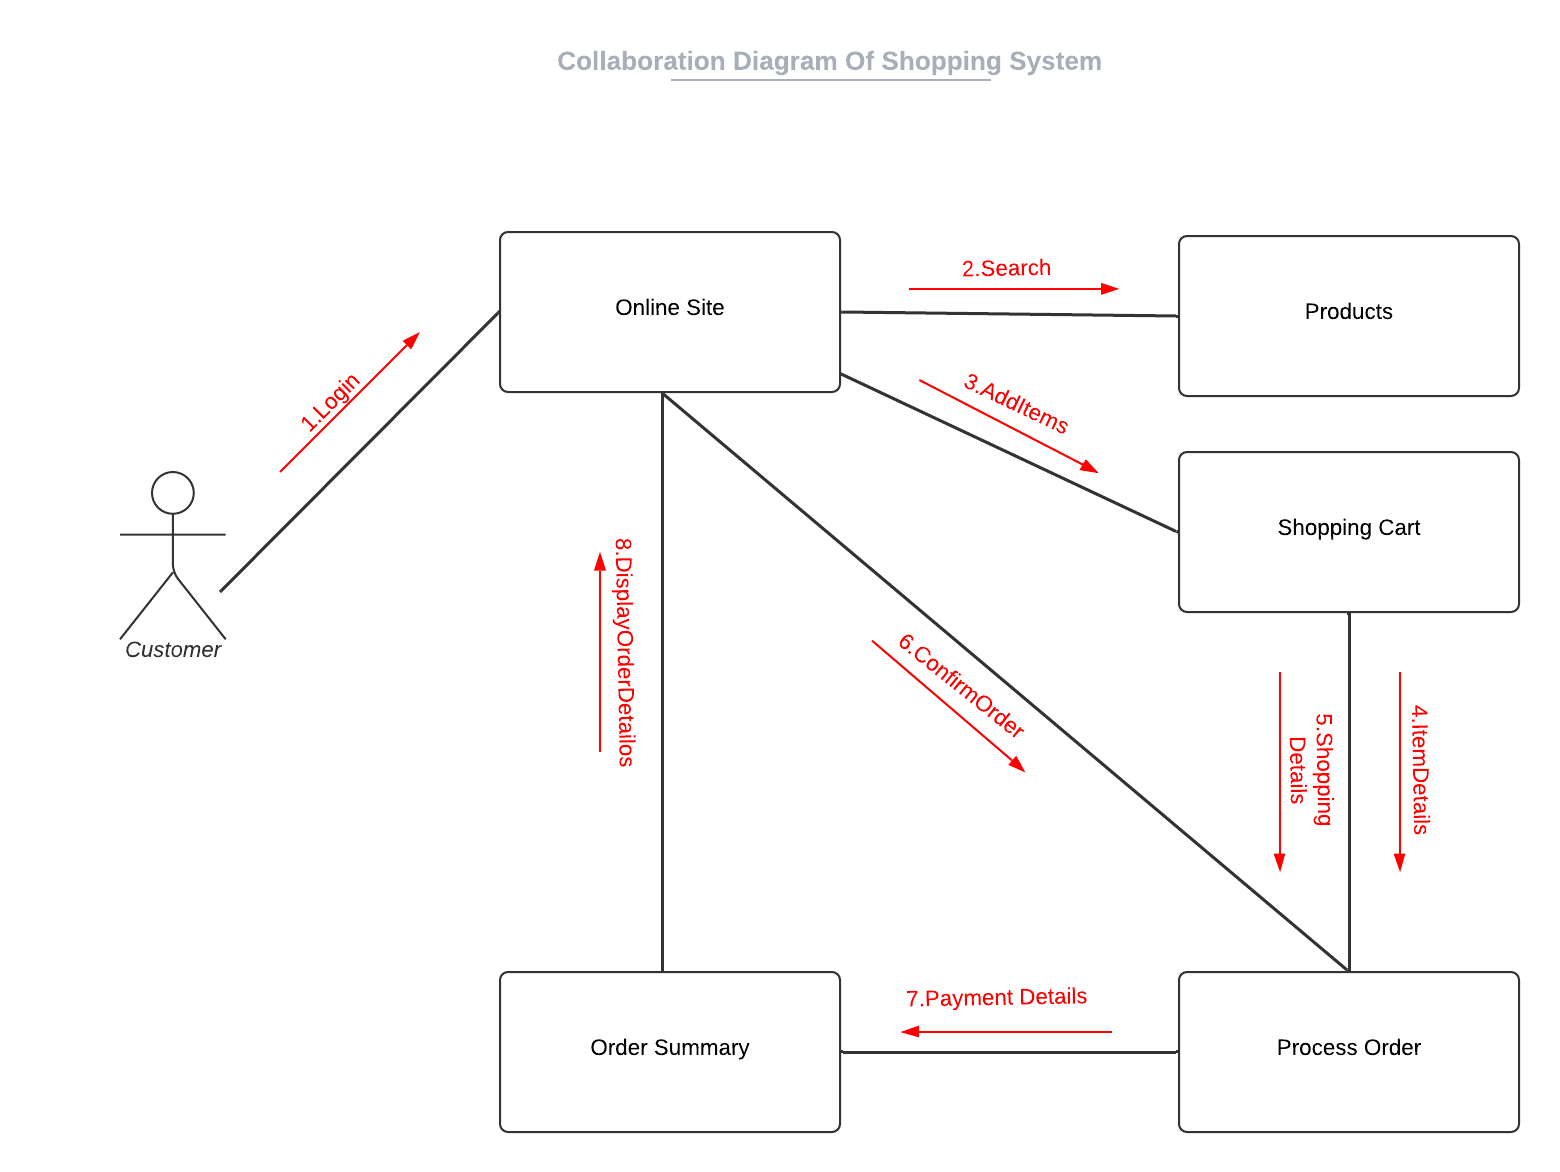 Collaboration Diagram Of Shopping System
Online Site
2.Search
Products
1.Login
3.AddItems
Shopping Cart
Customer
8.DisplayOrderDetailos
6.ConfirmOrder
5.Shopping
Details
4.ItemDetails
7.Payment Details
Order Summary
Process Order